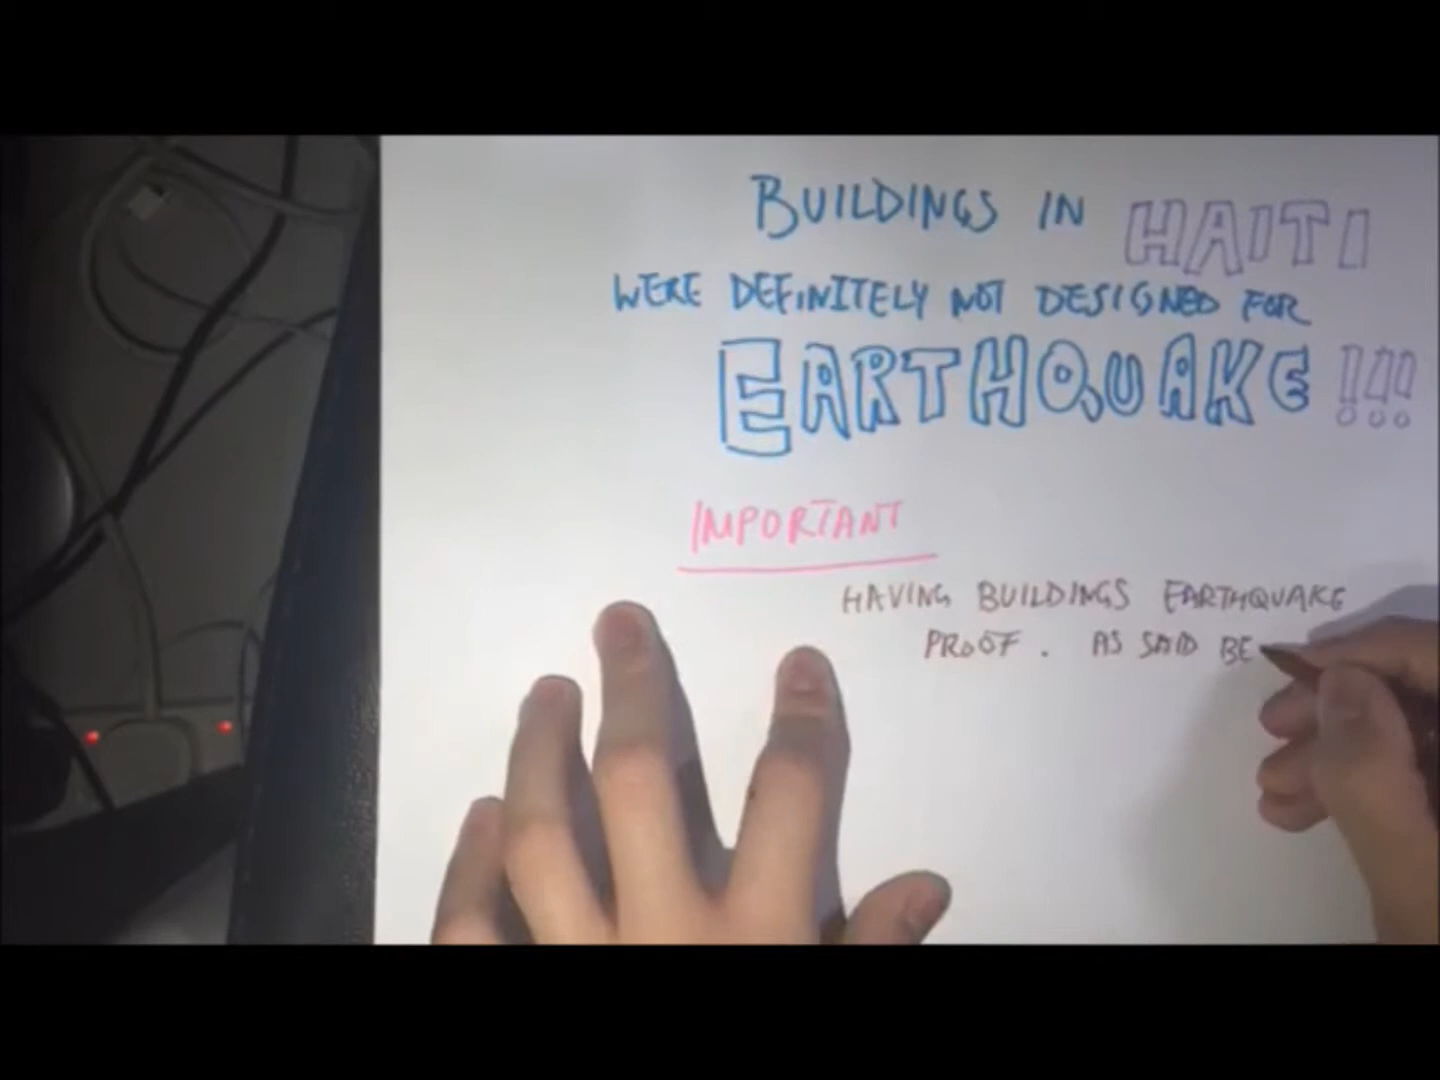 BUILDINGS IN HAITI
WERE DEFINITELY NOT DESIGNED FOR
EARTHQUAKE !!!
IMPORTANT
HAVING BUILDINGS EARTHQUAKE
PROOF. AS SAID BE